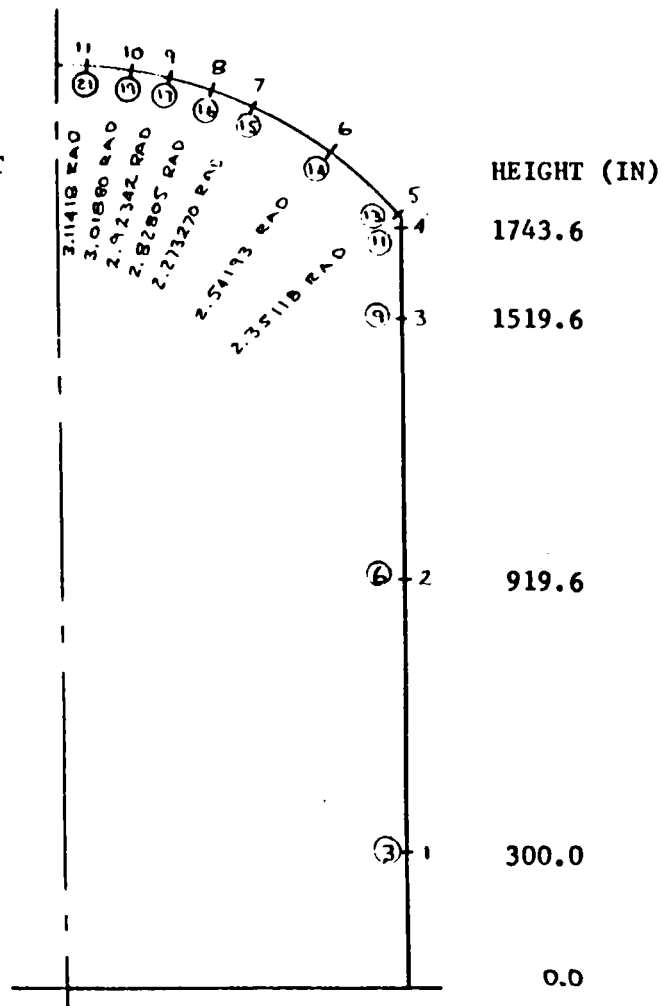 11 10 9 8 7 6 5
21 19 17 16 15 14 12
3.11418 RAD
3.01880 RAD
2.92342 RAD
2.82805 RAD
2.273270 RAD
2.54193 RAD
2.35118 RAD
HEIGHT (IN)
11 4 1743.6
9 3 1519.6
6 2 919.6
3 1 300.0
0.0